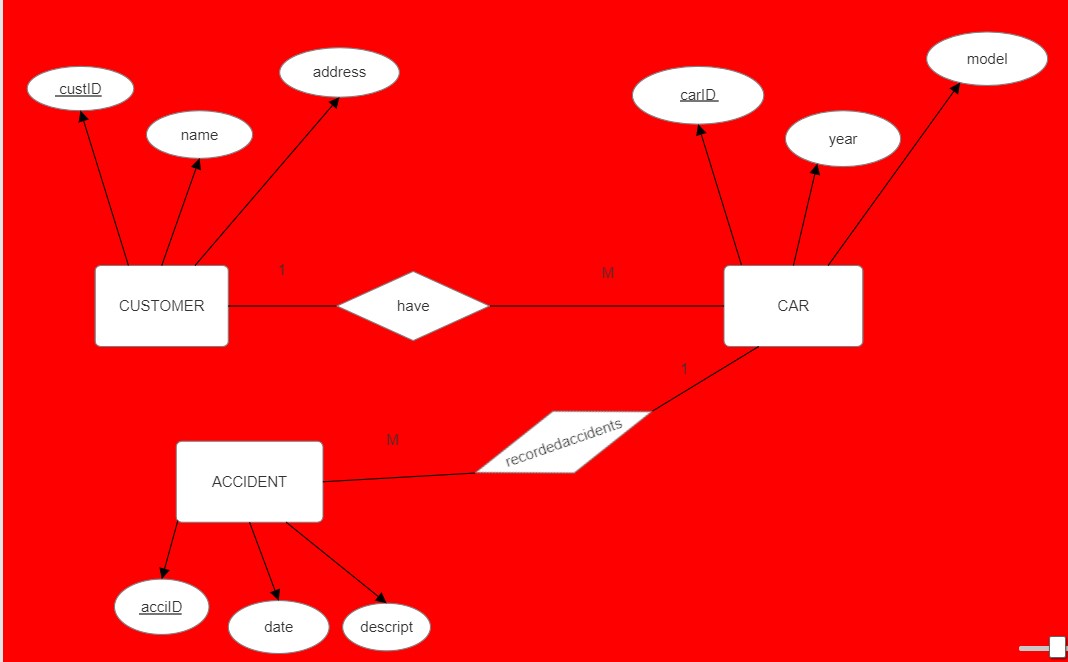 model
address
custID
carID
name
year
1
M
CUSTOMER
have
CAR
1
recordedaccidents
M
ACCIDENT
acciID
date
descript